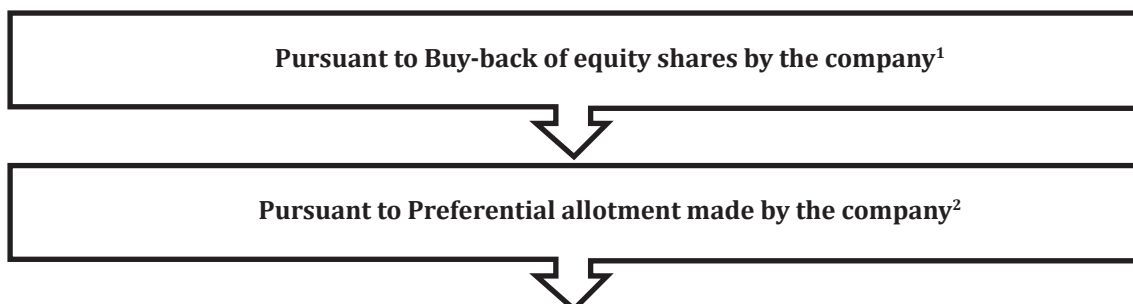 Pursuant to Buy-back of equity shares by the company¹
Pursuant to Preferential allotment made by the company²